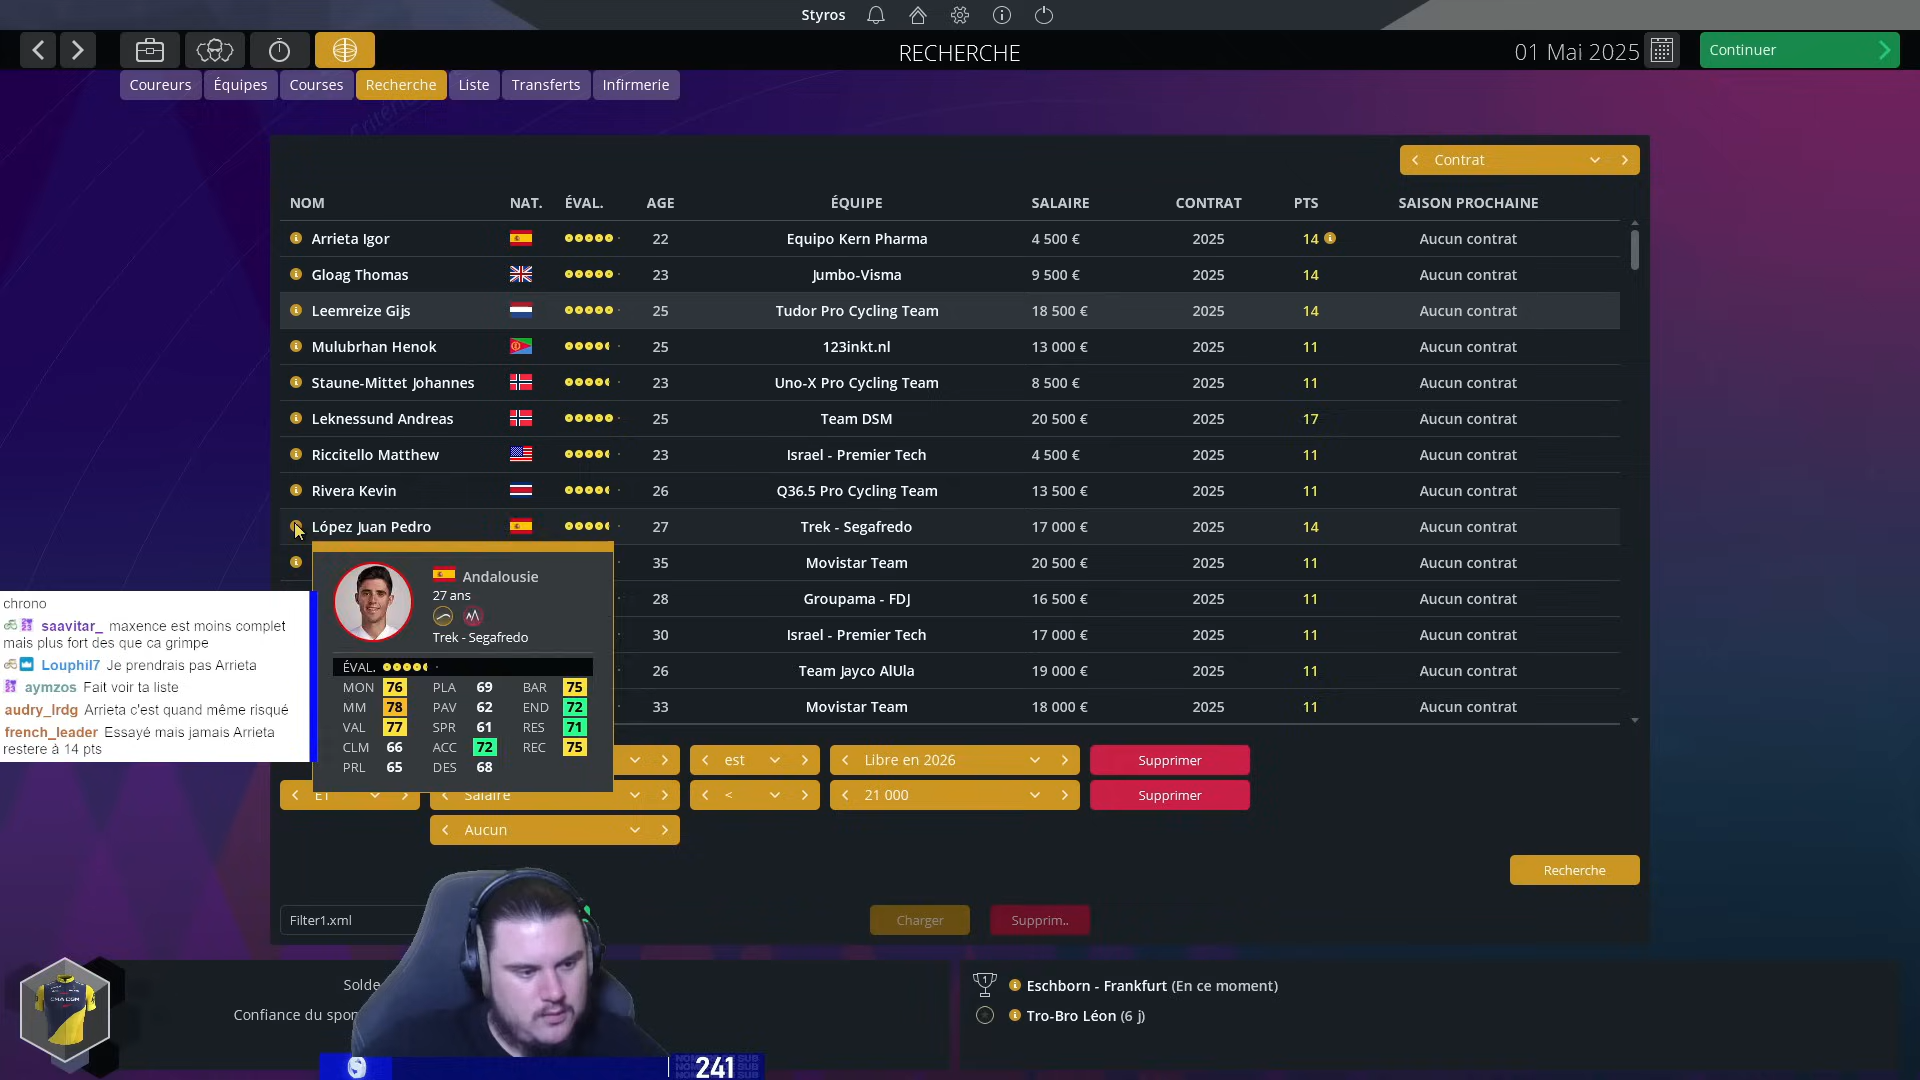 Styros
RECHERCHE
01 Mai 2025
Continuer
Coureurs
Équipes
Courses
Recherche
Liste
Transferts
Infirmerie
Contrat
NOM NAT. ÉVAL. AGE ÉQUIPE SALAIRE CONTRAT PTS SAISON PROCHAINE
Arrieta Igor 22 Equipo Kern Pharma 4 500 € 2025 14 Aucun contrat
Gloag Thomas 23 Jumbo-Visma 9 500 € 2025 14 Aucun contrat
Leemreize Gijs 25 Tudor Pro Cycling Team 18 500 € 2025 14 Aucun contrat
Mulubrhan Henok 25 123inkt.nl 13 000 € 2025 11 Aucun contrat
Staune-Mittet Johannes 23 Uno-X Pro Cycling Team 8 500 € 2025 11 Aucun contrat
Leknessund Andreas 25 Team DSM 20 500 € 2025 17 Aucun contrat
Riccitello Matthew 23 Israel - Premier Tech 4 500 € 2025 11 Aucun contrat
Rivera Kevin 26 Q36.5 Pro Cycling Team 13 500 € 2025 11 Aucun contrat
López Juan Pedro 27 Trek - Segafredo 17 000 € 2025 14 Aucun contrat
35 Movistar Team 20 500 € 2025 11 Aucun contrat
28 Groupama - FDJ 16 500 € 2025 11 Aucun contrat
30 Israel - Premier Tech 17 000 € 2025 11 Aucun contrat
26 Team Jayco AlUla 19 000 € 2025 11 Aucun contrat
33 Movistar Team 18 000 € 2025 11 Aucun contrat
Andalousie
27 ans
Trek - Segafredo
ÉVAL.
MON 76 PLA 69 BAR 75
MM 78 PAV 62 END 72
VAL 77 SPR 61 RES 71
CLM 66 ACC 72 REC 75
PRL 65 DES 68
chrono
saavitar_ maxence est moins complet
mais plus fort des que ca grimpe
Louphil7 Je prendrais pas Arrieta
aymzos Fait voir ta liste
audry_lrdg Arrieta c'est quand même risqué
french_leader Essayé mais jamais Arrieta
restere à 14 pts
est Libre en 2026 Supprimer
ET Salaire < 21 000 Supprimer
Aucun
Recherche
Filter1.xml
Charger
Supprim..
Solde
Confiance du spon
Eschborn - Frankfurt (En ce moment)
Tro-Bro Léon (6 j)
CMA CGM
241